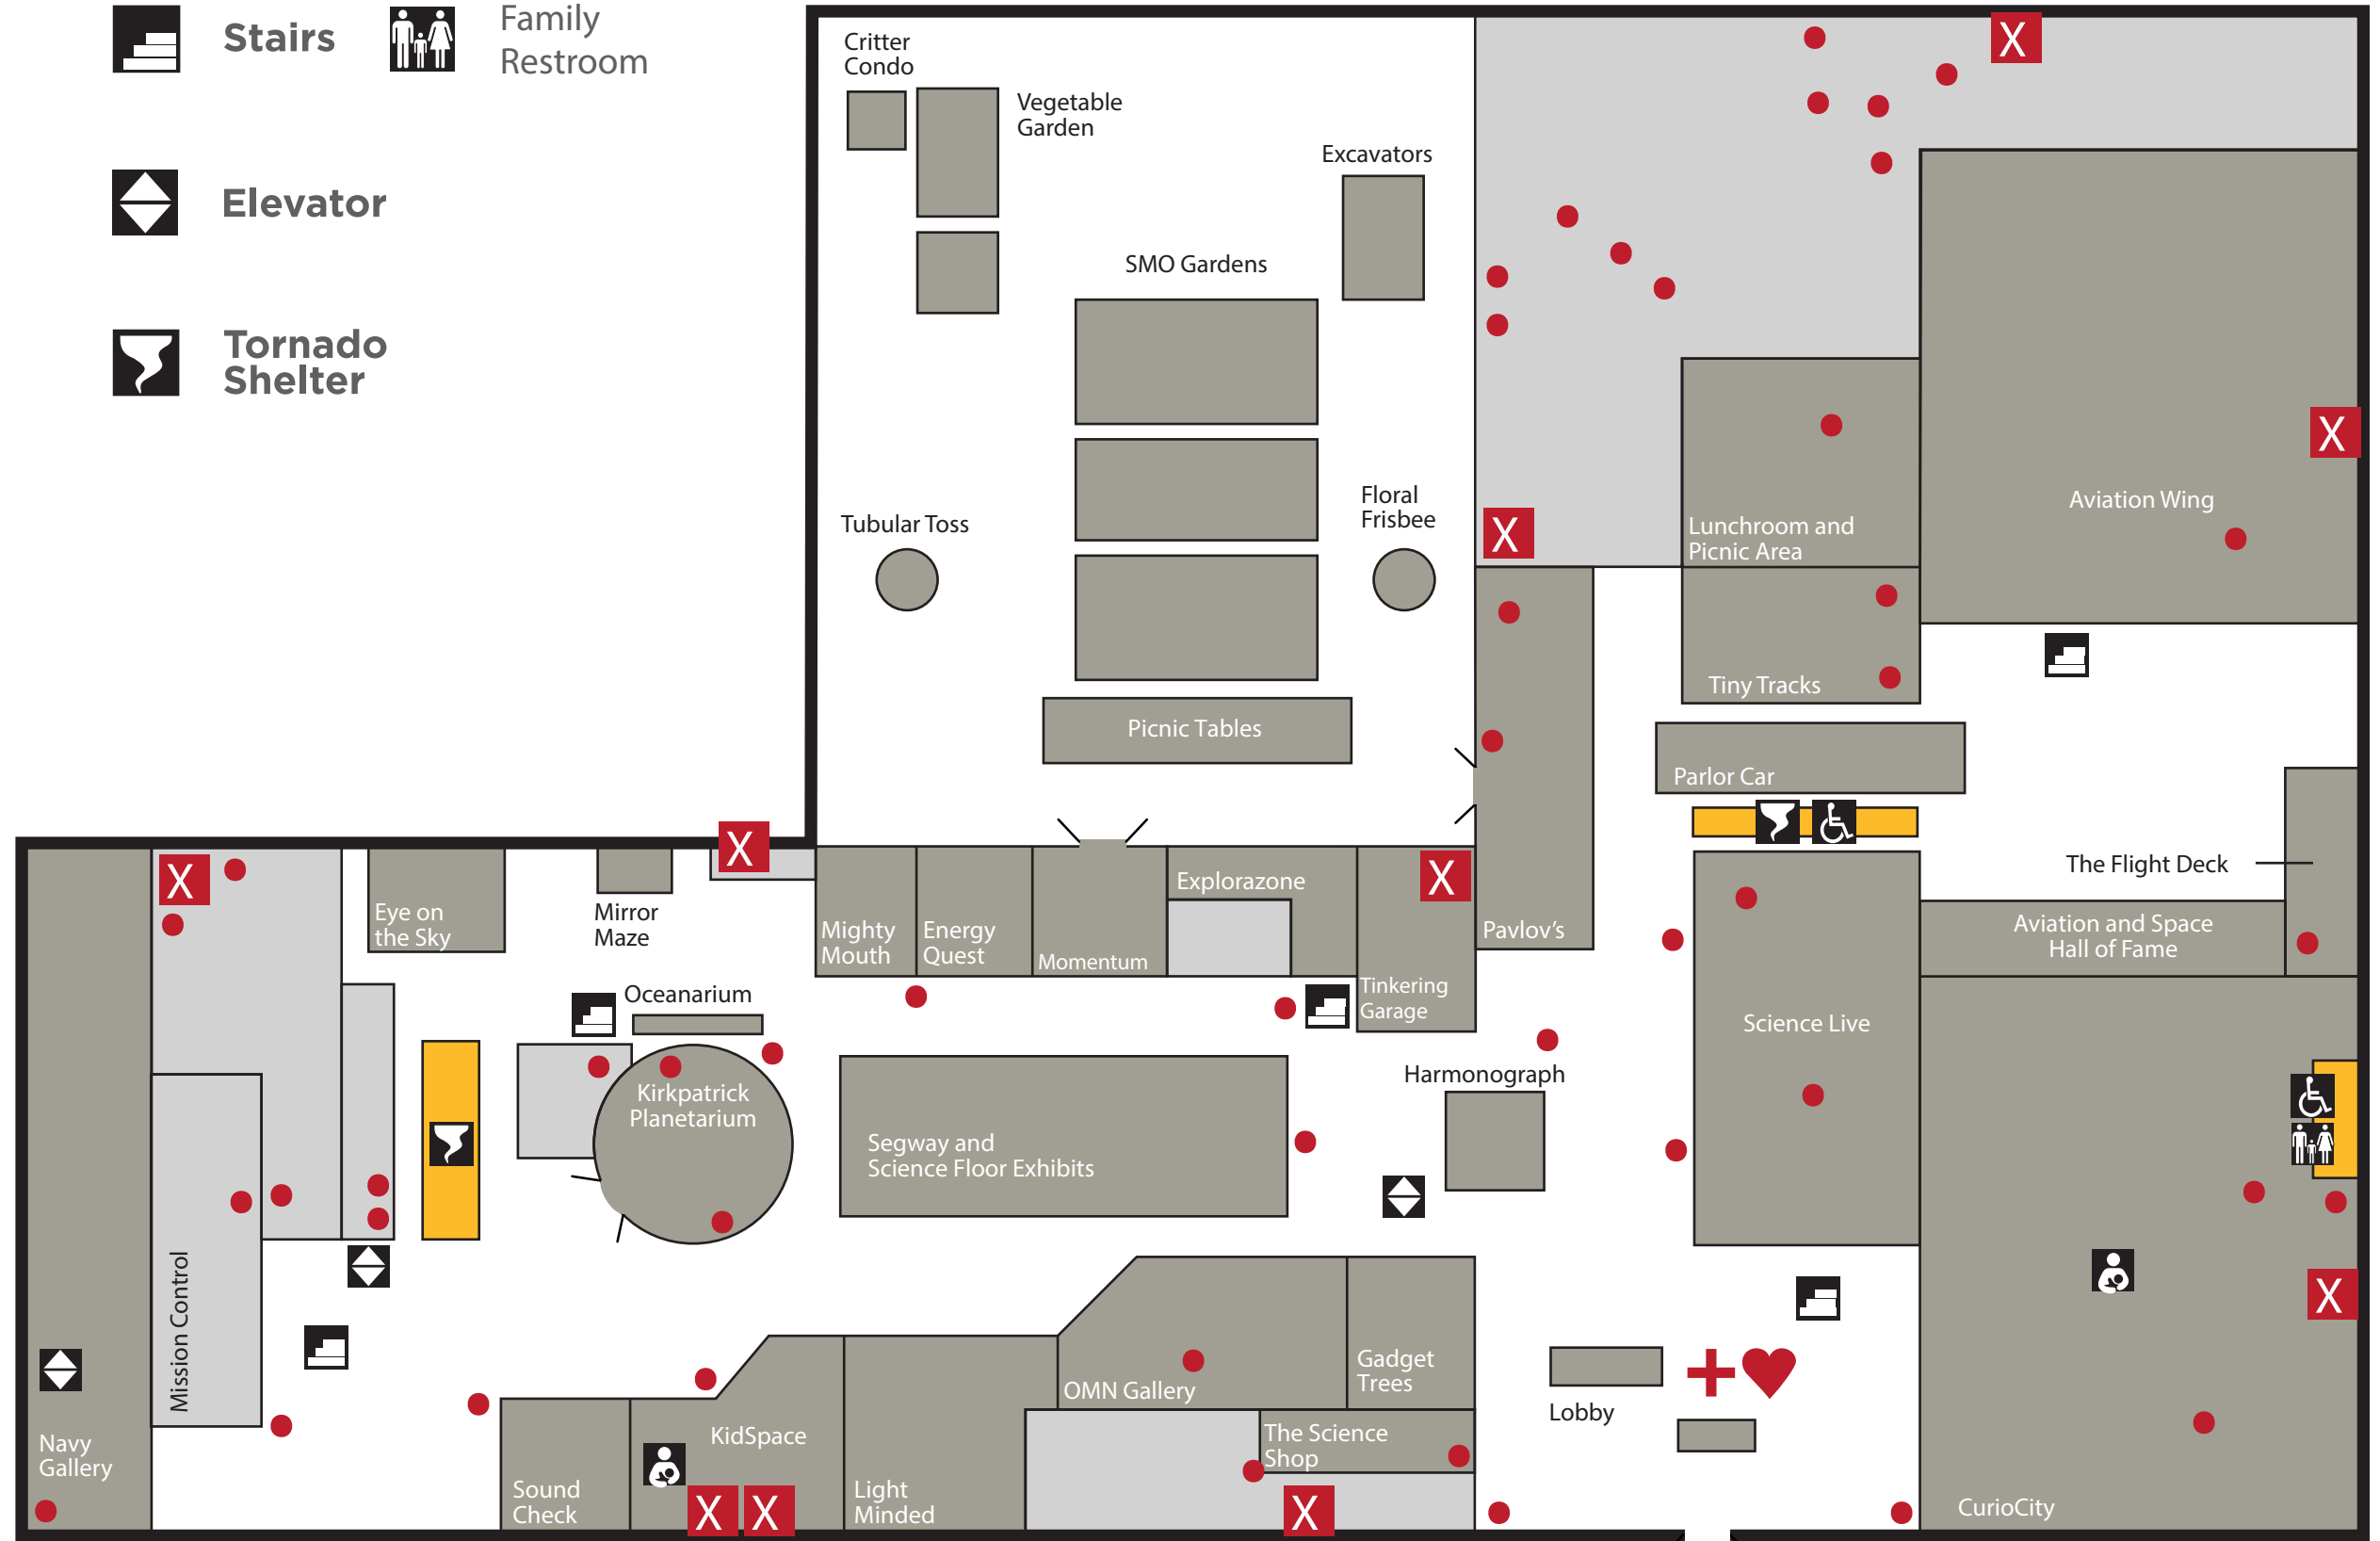 Stairs
Family
Restroom
Elevator
Tornado
Shelter
Critter
Condo
Vegetable
Garden
Excavators
SMO Gardens
Tubular Toss
Floral
Frisbee
Picnic Tables
X
X
X
Lunchroom and
Picnic Area
Aviation Wing
Tiny Tracks
Parlor Car
The Flight Deck
Aviation and Space
Hall of Fame
X
Eye on
the Sky
Mirror
Maze
X
Mighty
Mouth
Energy
Quest
Momentum
Explorazone
X
Tinkering
Garage
Pavlov's
Oceanarium
Kirkpatrick
Planetarium
Segway and
Science Floor Exhibits
Harmonograph
Science Live
Mission Control
Navy
Gallery
Sound
Check
KidSpace
X X
Light
Minded
OMN Gallery
Gadget
Trees
The Science
Shop
X
Lobby
X
CurioCity